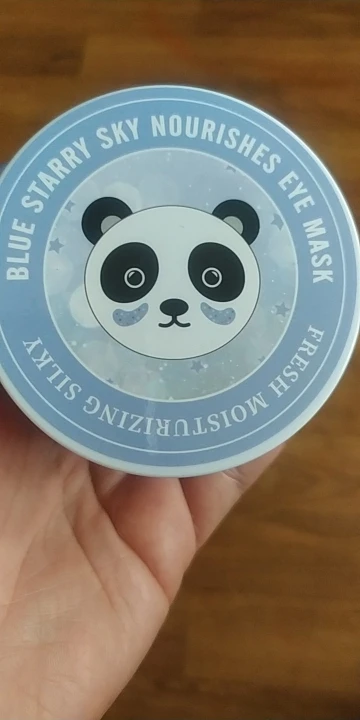 BLUE STARRY SKY NOURISHES EYE MASK
FRESH MOISTURIZING SILKY